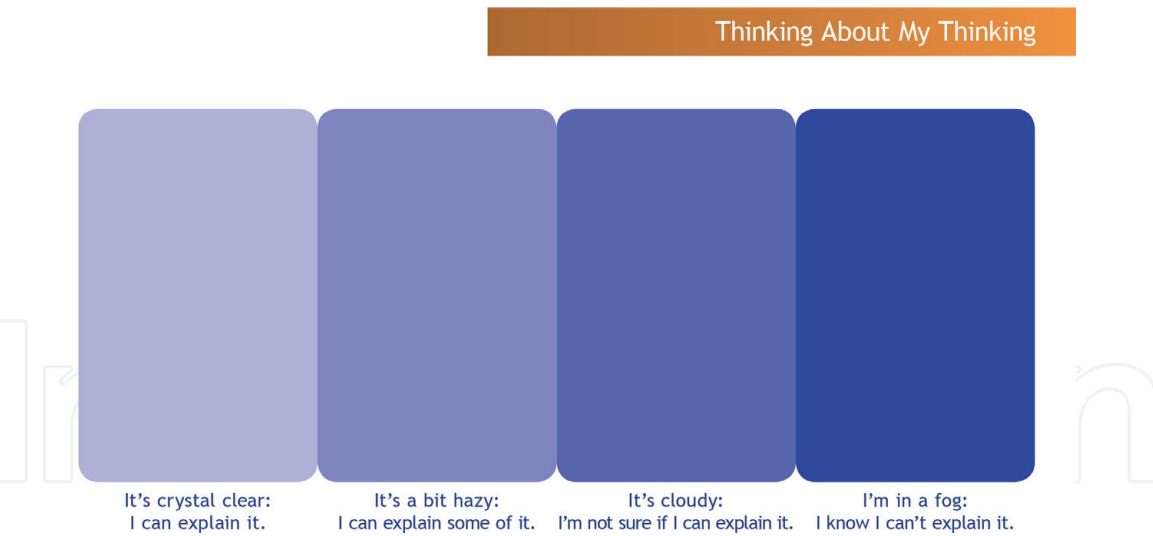 Thinking About My Thinking
It’s crystal clear:
I can explain it.
It’s a bit hazy:
I can explain some of it.
It’s cloudy:
I’m not sure if I can explain it.
I’m in a fog:
I know I can’t explain it.